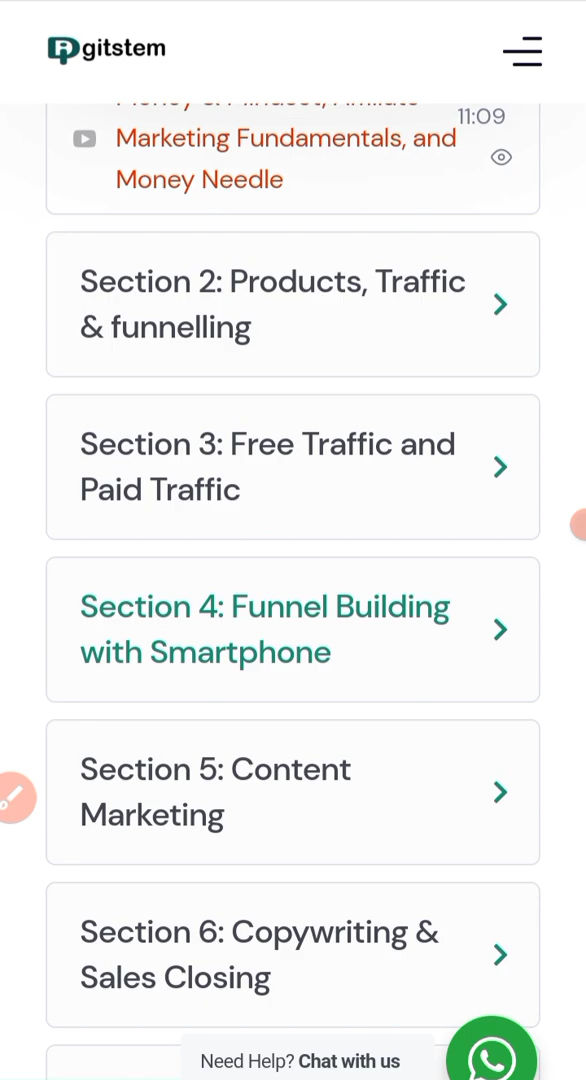 gitstem
11:09
Marketing Fundamentals, and
Money Needle
Section 2: Products, Traffic
& funnelling
Section 3: Free Traffic and
Paid Traffic
Section 4: Funnel Building
with Smartphone
Section 5: Content
Marketing
Section 6: Copywriting &
Sales Closing
Need Help? Chat with us